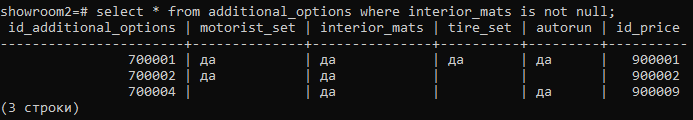 showroom2=# select * from additional_options where interior_mats is not null;
 id_additional_options | motorist_set | interior_mats | tire_set | autorun | id_price
-----------------------+--------------+---------------+----------+---------+----------
                700001 | да           | да            | да       | да      |   900001
                700002 | да           | да            |          |         |   900002
                700004 |              | да            |          | да      |   900009
(3 строки)